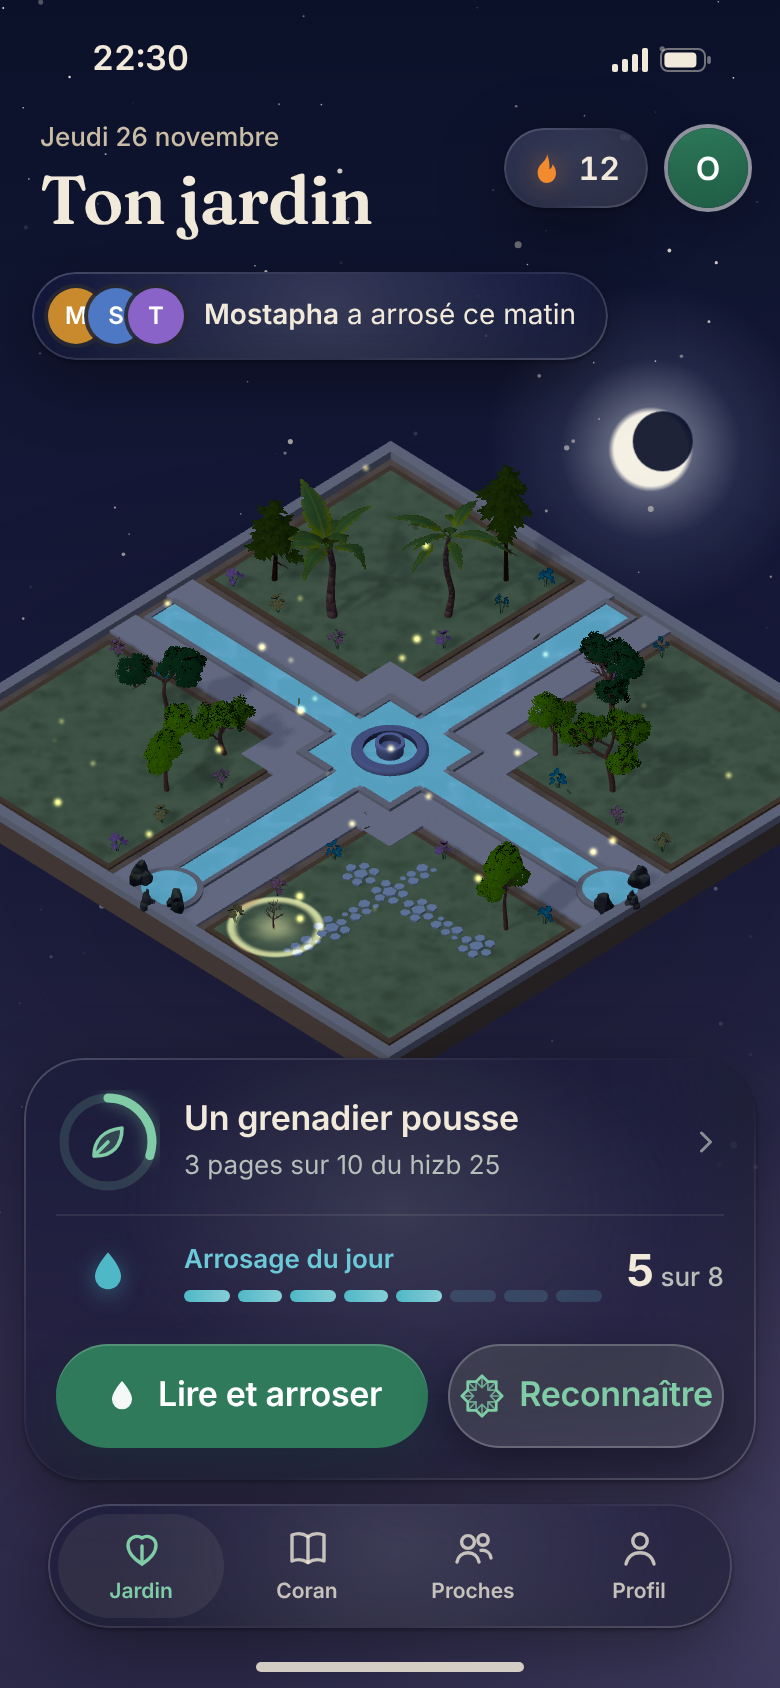 22:30
Jeudi 26 novembre
Ton jardin
12
O
M S T
Mostapha a arrosé ce matin
Un grenadier pousse
3 pages sur 10 du hizb 25
Arrosage du jour
5 sur 8
Lire et arroser
Reconnaître
Jardin
Coran
Proches
Profil